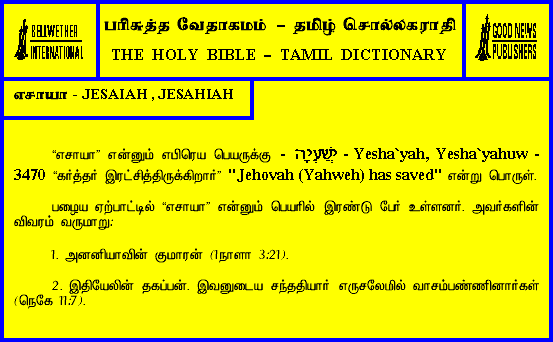 BELLWETHER
INTERNATIONAL
பரிசுத்த வேதாகமம் – தமிழ் சொல்லகராதி
THE HOLY BIBLE – TAMIL DICTIONARY
GOOD NEWS
PUBLISHERS
எசாயா - JESAIAH , JESAHIAH
“எசாயா” என்னும் எபிரெய பெயருக்கு - יְשַׁעְיָה - Yesha`yah, Yesha`yahuw -
3470 “கர்த்தர் இரட்சித்திருக்கிறார்” "Jehovah (Yahweh) has saved" என்று பொருள்.
பழைய ஏற்பாட்டில் “எசாயா” என்னும் பெயரில் இரண்டு பேர் உள்ளனர். அவர்களின்
விவரம் வருமாறு:
1. அனனியாவின் குமாரன் (1நாளா 3:21).
2. இதியேலின் தகப்பன். இவனுடைய சந்ததியார் எருசலேமில் வாசம்பண்ணினார்கள்
(நெகே 11:7).